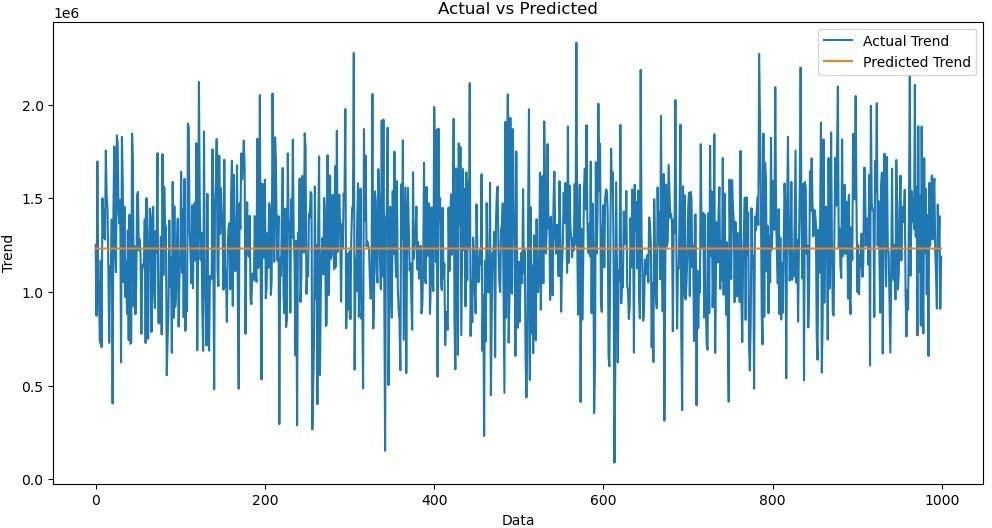 Actual vs Predicted
1e6
Actual Trend
Predicted Trend
2.0
1.5
1.0
0.5
0.0
Trend
0
200
400
600
800
1000
Data